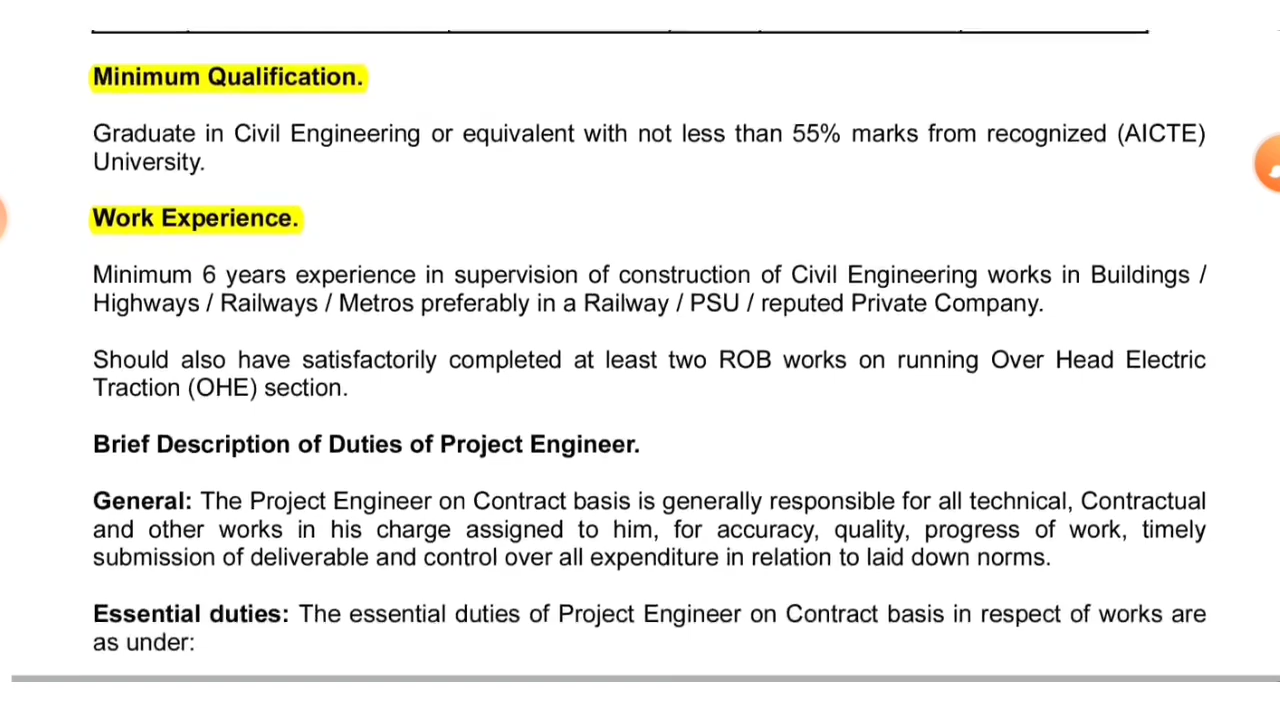 Minimum Qualification.
Graduate in Civil Engineering or equivalent with not less than 55% marks from recognized (AICTE)
University.
Work Experience.
Minimum 6 years experience in supervision of construction of Civil Engineering works in Buildings /
Highways / Railways / Metros preferably in a Railway / PSU / reputed Private Company.
Should also have satisfactorily completed at least two ROB works on running Over Head Electric
Traction (OHE) section.
Brief Description of Duties of Project Engineer.
General: The Project Engineer on Contract basis is generally responsible for all technical, Contractual
and other works in his charge assigned to him, for accuracy, quality, progress of work, timely
submission of deliverable and control over all expenditure in relation to laid down norms.
Essential duties: The essential duties of Project Engineer on Contract basis in respect of works are
as under: